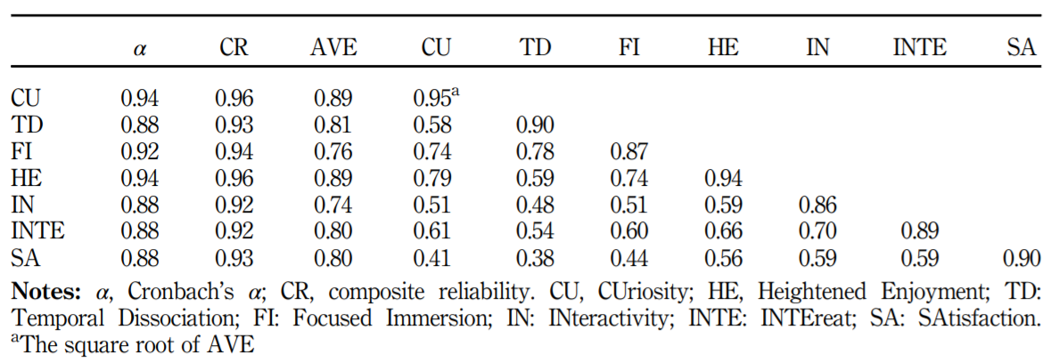 α CR AVE CU TD FI HE IN INTE SA
CU 0.94 0.96 0.89 0.95ᵃ
TD 0.88 0.93 0.81 0.58 0.90
FI 0.92 0.94 0.76 0.74 0.78 0.87
HE 0.94 0.96 0.89 0.79 0.59 0.74 0.94
IN 0.88 0.92 0.74 0.51 0.48 0.51 0.59 0.86
INTE 0.88 0.92 0.80 0.61 0.54 0.60 0.66 0.70 0.89
SA 0.88 0.93 0.80 0.41 0.38 0.44 0.56 0.59 0.59 0.90
Notes: α, Cronbach's α; CR, composite reliability. CU, CUriosity; HE, Heightened Enjoyment; TD:
Temporal Dissociation; FI: Focused Immersion; IN: INteractivity; INTE: INTEreat; SA: SAtisfaction.
ᵃThe square root of AVE